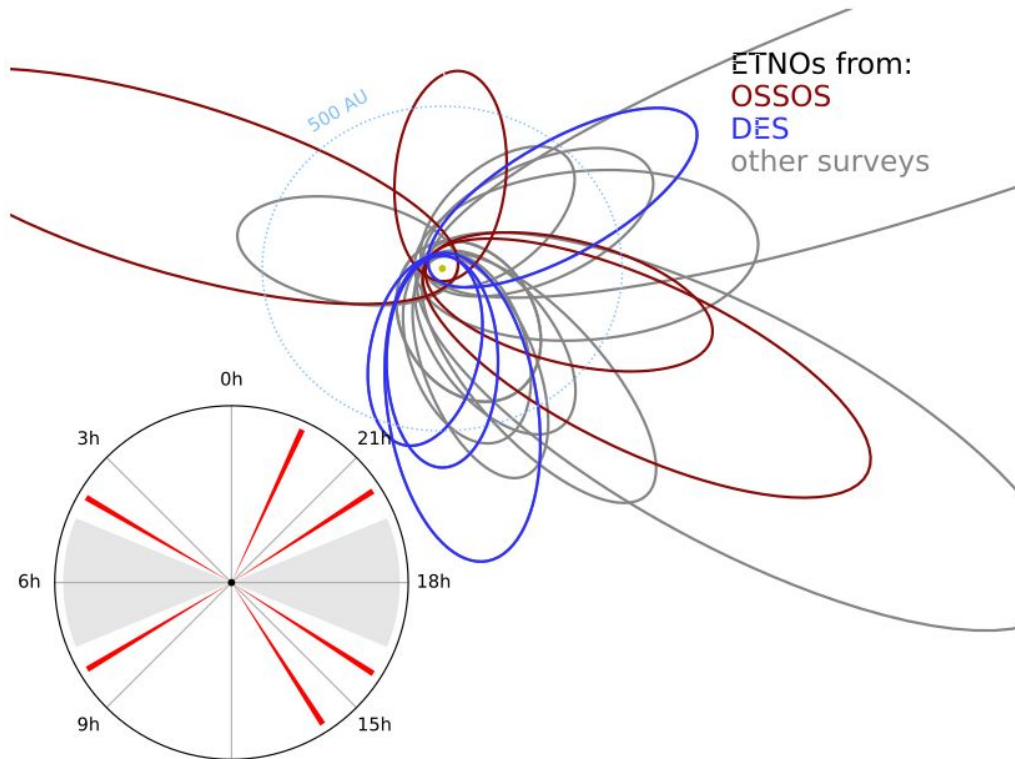 ETNOs from:
OSSOS
DES
other surveys
500 AU
0h
3h
21h
6h
18h
9h
15h